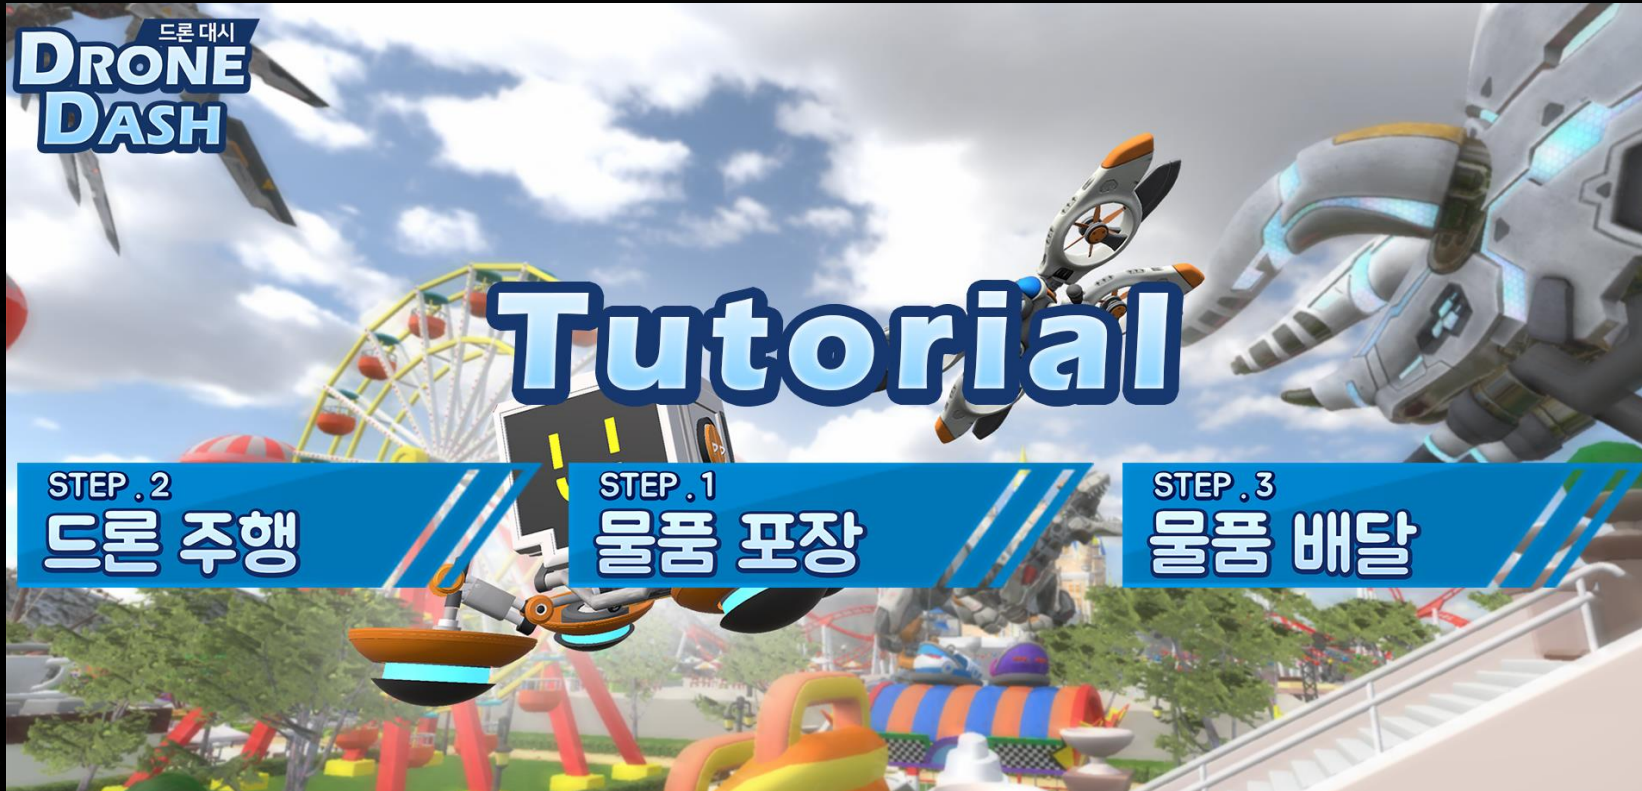 드론 대시
DRONE
DASH
Tutorial
STEP . 2
드론 주행
STEP . 1
물품 포장
STEP . 3
물품 배달